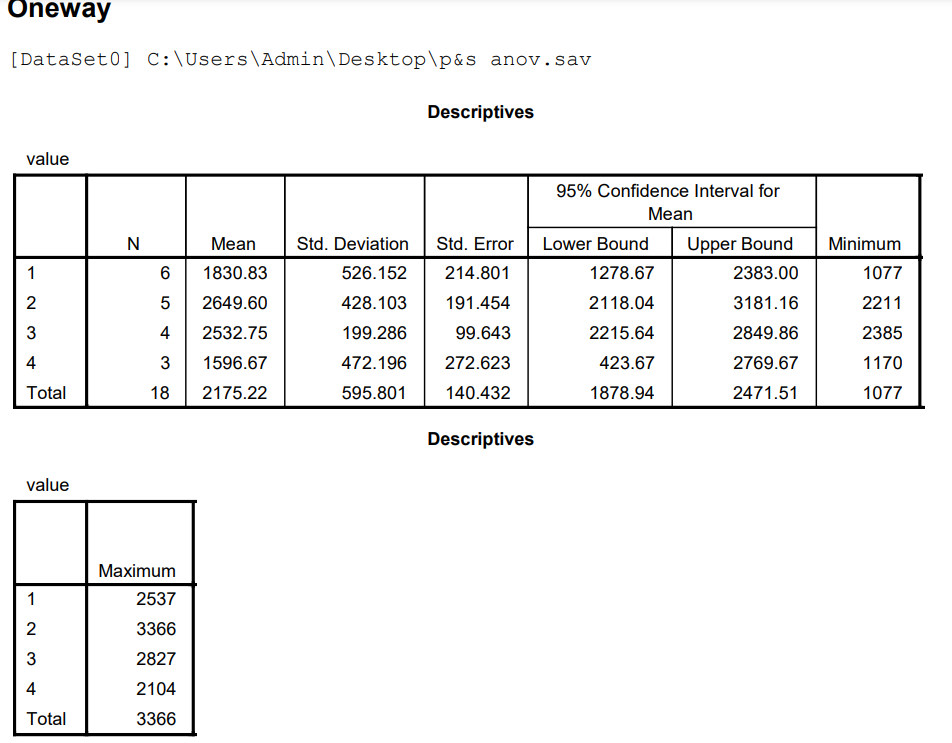 Oneway
[DataSet0] C:\Users\Admin\Desktop\p&s anov.sav
Descriptives
value
95% Confidence Interval for
Mean
N Mean Std. Deviation Std. Error Lower Bound Upper Bound Minimum
1 6 1830.83 526.152 214.801 1278.67 2383.00 1077
2 5 2649.60 428.103 191.454 2118.04 3181.16 2211
3 4 2532.75 199.286 99.643 2215.64 2849.86 2385
4 3 1596.67 472.196 272.623 423.67 2769.67 1170
Total 18 2175.22 595.801 140.432 1878.94 2471.51 1077
Descriptives
value
Maximum
1 2537
2 3366
3 2827
4 2104
Total 3366